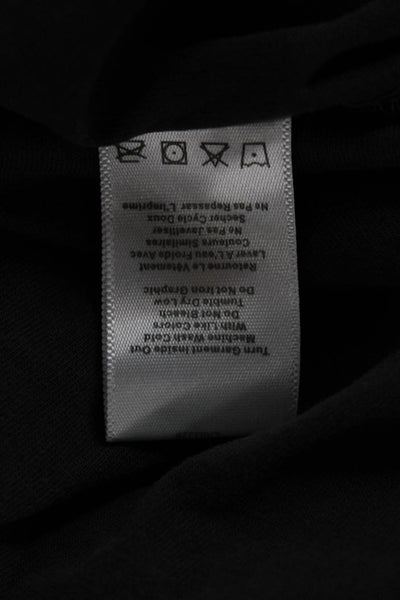 Turn Garment Inside Out
Machine Wash Cold
With Like Colors
Do Not Bleach
Tumble Dry Low
Do Not Iron Graphic
Retourne Le Vêtement
Laver A L'eau Froide Avec
Couleurs Similaires
Ne Pas Javelliser
Secher Cycle Doux
Ne Pas Repasser L'imprime